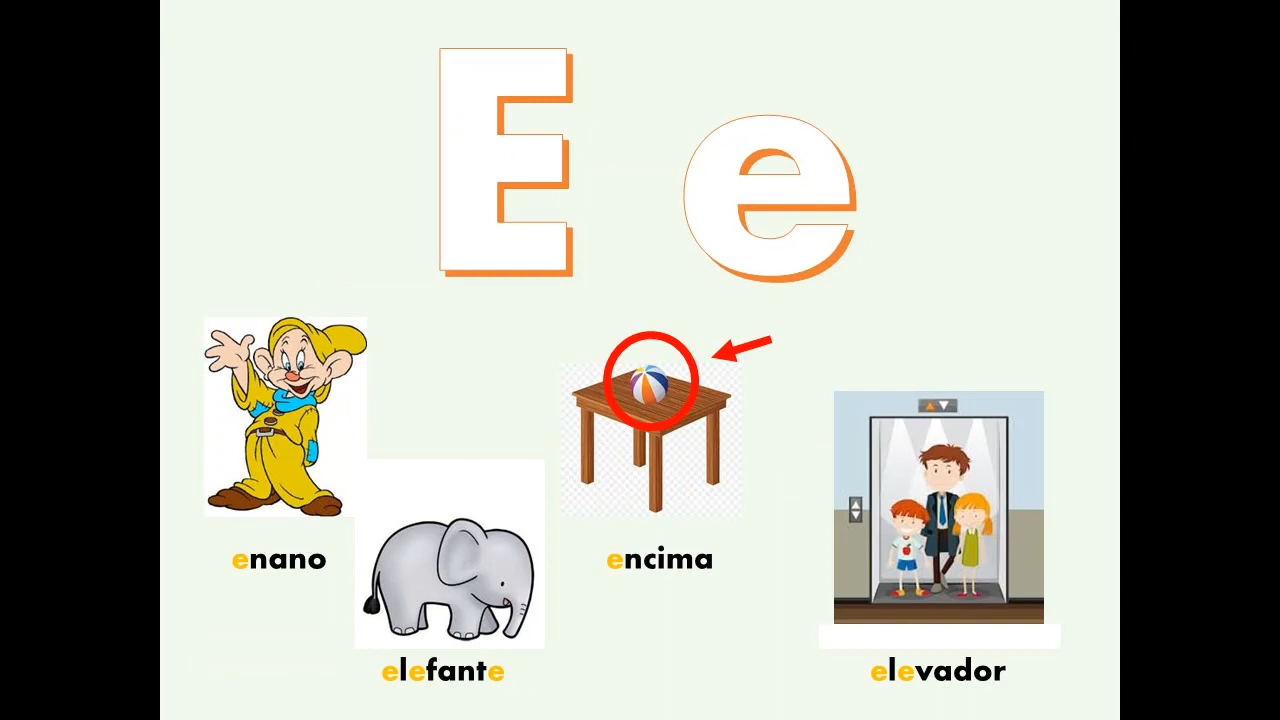 E e
enano
encima
elefante
elevador